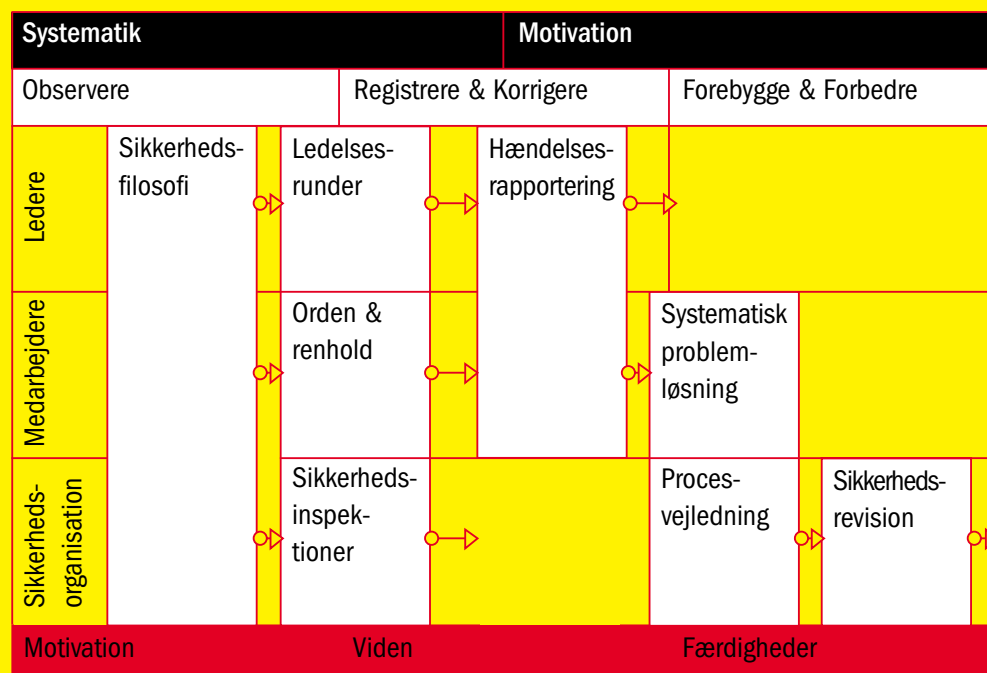 Systematik Motivation
Observere Registrere & Korrigere Forebygge & Forbedre
Ledere
Sikkerheds-
filosofi
Ledelses-
runder
Hændelses-
rapportering
Medarbejdere
Orden &
renhold
Systematisk
problem-
løsning
Sikkerheds-
organisation
Sikkerheds-
inspek-
tioner
Proces-
vejledning
Sikkerheds-
revision
Motivation Viden Færdigheder